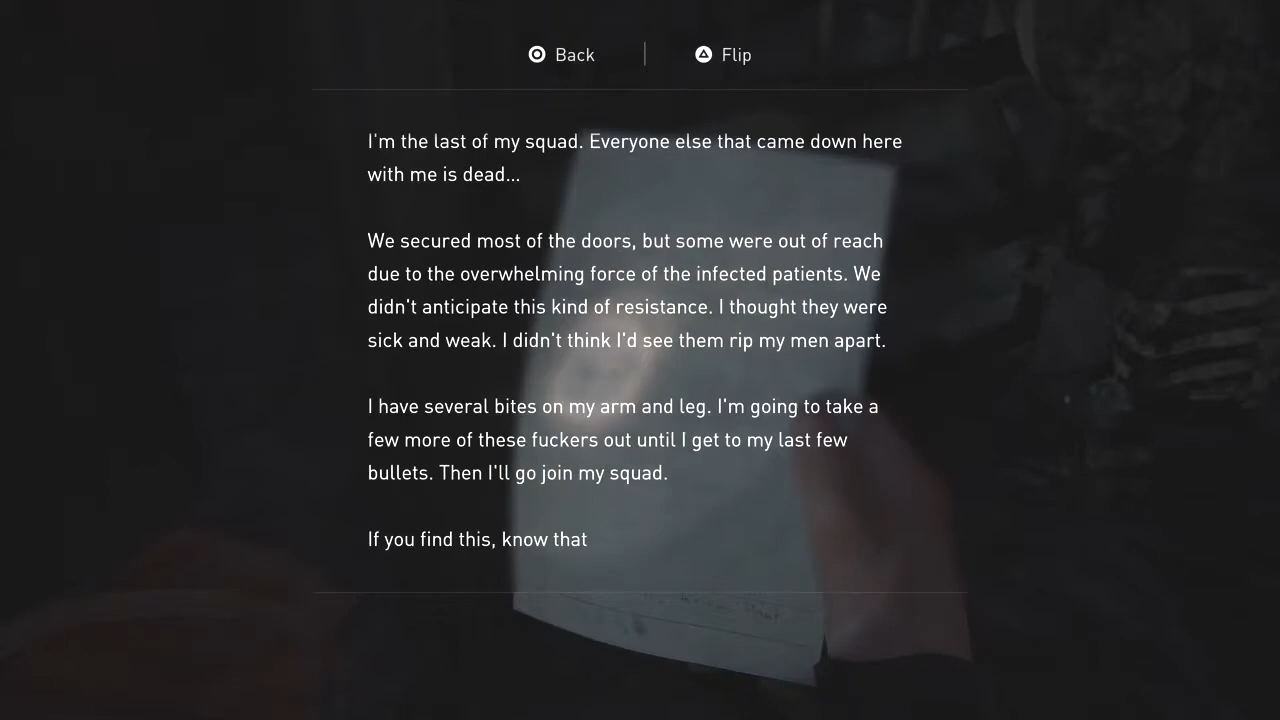 Back
Flip
I'm the last of my squad. Everyone else that came down here
with me is dead...
We secured most of the doors, but some were out of reach
due to the overwhelming force of the infected patients. We
didn't anticipate this kind of resistance. I thought they were
sick and weak. I didn't think I'd see them rip my men apart.
I have several bites on my arm and leg. I'm going to take a
few more of these fuckers out until I get to my last few
bullets. Then I'll go join my squad.
If you find this, know that